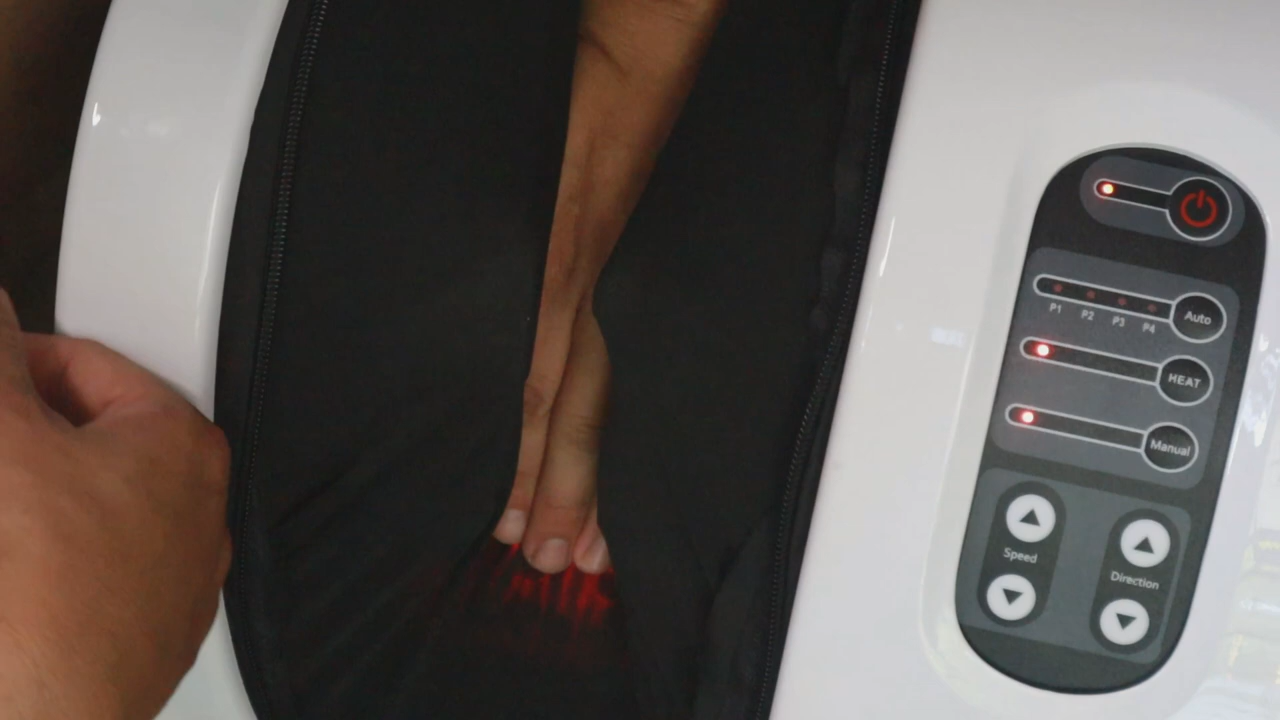 Auto
P1 P2 P3 P4
HEAT
Manual
Speed
Direction